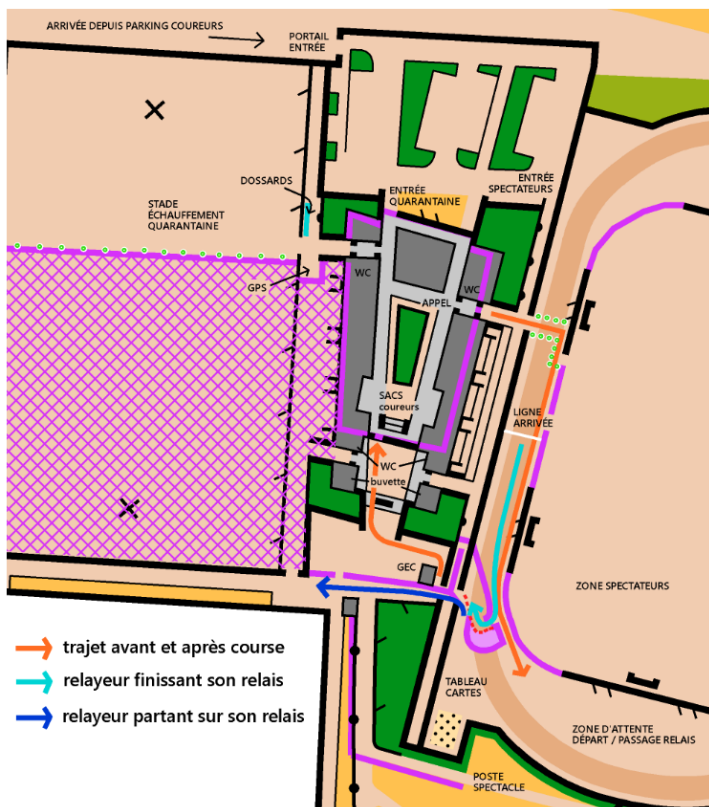 ARRIVÉE DEPUIS PARKING COUREURS
PORTAIL
ENTRÉE
DOSSARDS
ENTRÉE
SPECTATEURS
ENTRÉE
QUARANTAINE
STADE
ÉCHAUFFEMENT
QUARANTAINE
GPS
WC
WC
APPEL
SACS
coureurs
LIGNE
ARRIVÉE
WC
buvette
GEC
ZONE SPECTATEURS
trajet avant et après course
relayeur finissant son relais
relayeur partant sur son relais
TABLEAU
CARTES
ZONE D'ATTENTE
DÉPART / PASSAGE RELAIS
POSTE
SPECTACLE